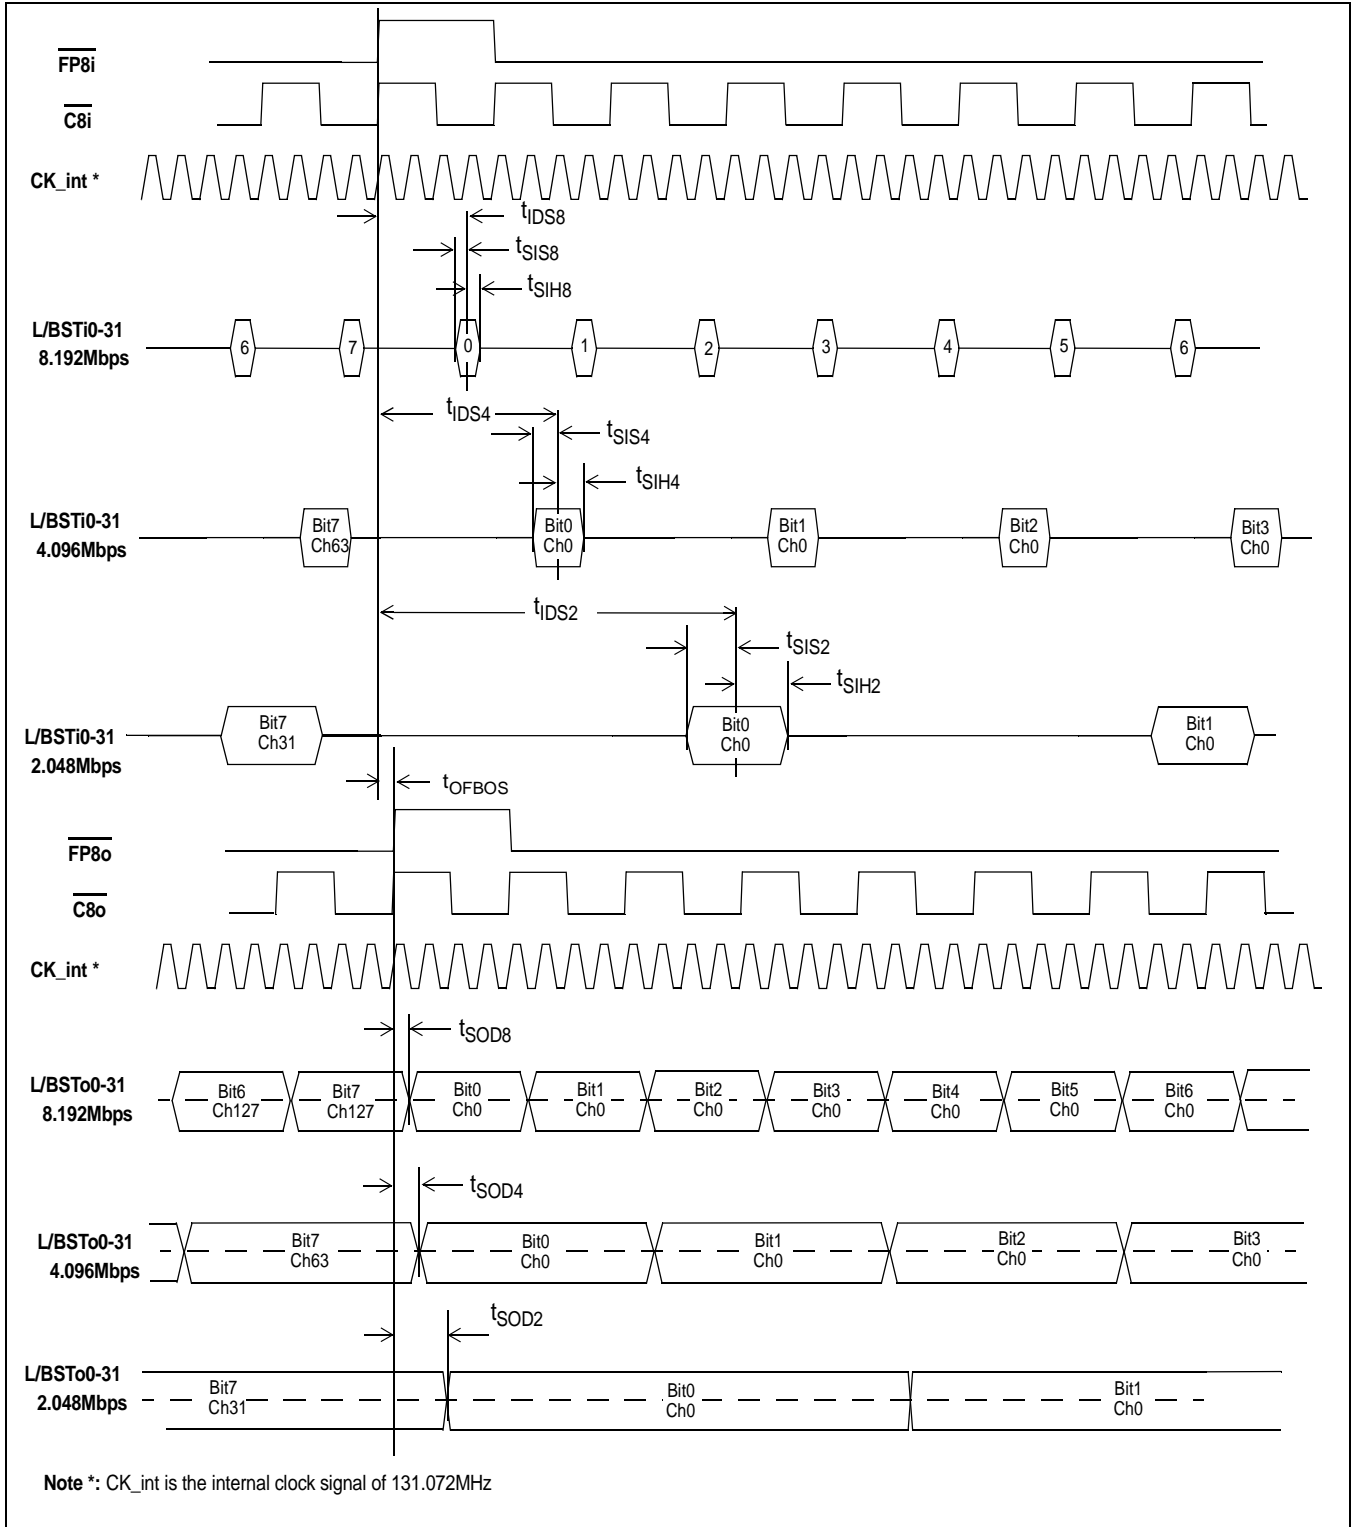 FP8i
C8i
CK_int *
tIDS8
tSIS8
tSIH8
L/BSTi0-31
8.192Mbps
6 7 0 1 2 3 4 5 6
tIDS4
tSIS4
tSIH4
L/BSTi0-31
4.096Mbps
Bit7 Bit0 Bit1 Bit2 Bit3
Ch63 Ch0 Ch0 Ch0 Ch0
tIDS2
tSIS2
tSIH2
L/BSTi0-31
2.048Mbps
Bit7 Bit0 Bit1
Ch31 Ch0 Ch0
tOFBOS
FP8o
C8o
CK_int *
tSOD8
L/BSTo0-31
8.192Mbps
Bit6 Bit7 Bit0 Bit1 Bit2 Bit3 Bit4 Bit5 Bit6
Ch127 Ch127 Ch0 Ch0 Ch0 Ch0 Ch0 Ch0 Ch0
tSOD4
L/BSTo0-31
4.096Mbps
Bit7 Bit0 Bit1 Bit2 Bit3
Ch63 Ch0 Ch0 Ch0 Ch0
tSOD2
L/BSTo0-31
2.048Mbps
Bit7 Bit0 Bit1
Ch31 Ch0 Ch0
Note *: CK_int is the internal clock signal of 131.072MHz